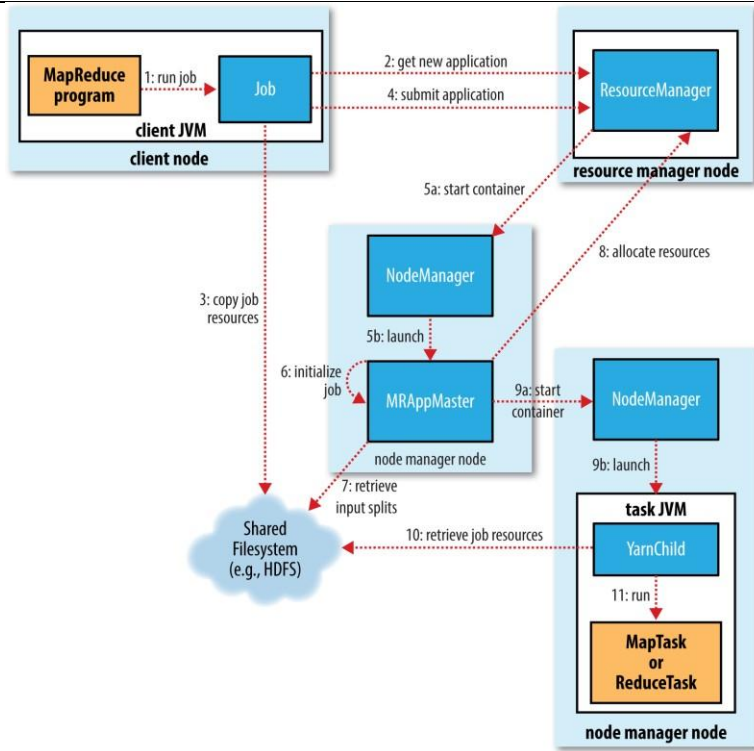 MapReduce
program
1: run job
Job
client JVM
client node
2: get new application
4: submit application
ResourceManager
resource manager node
5a: start container
8: allocate resources
3: copy job
resources
NodeManager
5b: launch
6: initialize
job
MRAppMaster
node manager node
9a: start
container
NodeManager
9b: launch
7: retrieve
input splits
Shared
Filesystem
(e.g., HDFS)
10: retrieve job resources
task JVM
YarnChild
11: run
MapTask
or
ReduceTask
node manager node